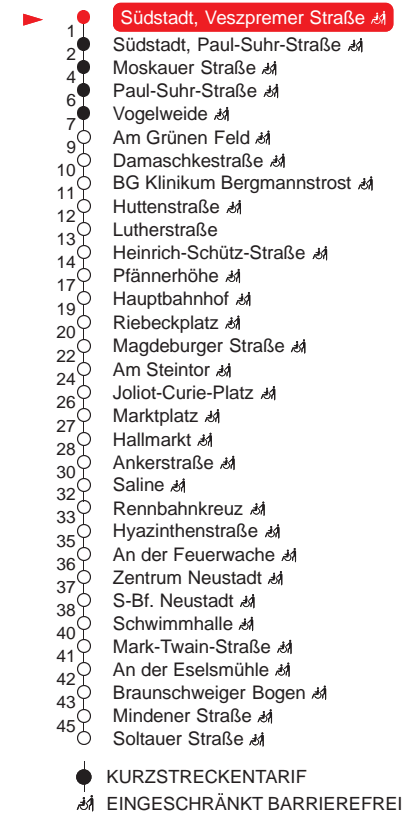 Südstadt, Veszpremer Straße
1
Südstadt, Paul-Suhr-Straße
2
Moskauer Straße
4
Paul-Suhr-Straße
6
Vogelweide
7
Am Grünen Feld
9
Damaschkestraße
10
BG Klinikum Bergmannstrost
11
Huttenstraße
12
Lutherstraße
13
Heinrich-Schütz-Straße
14
Pfännerhöhe
17
Hauptbahnhof
19
Riebeckplatz
20
Magdeburger Straße
22
Am Steintor
24
Joliot-Curie-Platz
26
Marktplatz
27
Hallmarkt
28
Ankerstraße
30
Saline
32
Rennbahnkreuz
33
Hyazinthenstraße
35
An der Feuerwache
36
Zentrum Neustadt
37
S-Bf. Neustadt
38
Schwimmhalle
40
Mark-Twain-Straße
41
An der Eselsmühle
42
Braunschweiger Bogen
43
Mindener Straße
45
Soltauer Straße
KURZSTRECKENTARIF
EINGESCHRÄNKT BARRIEREFREI